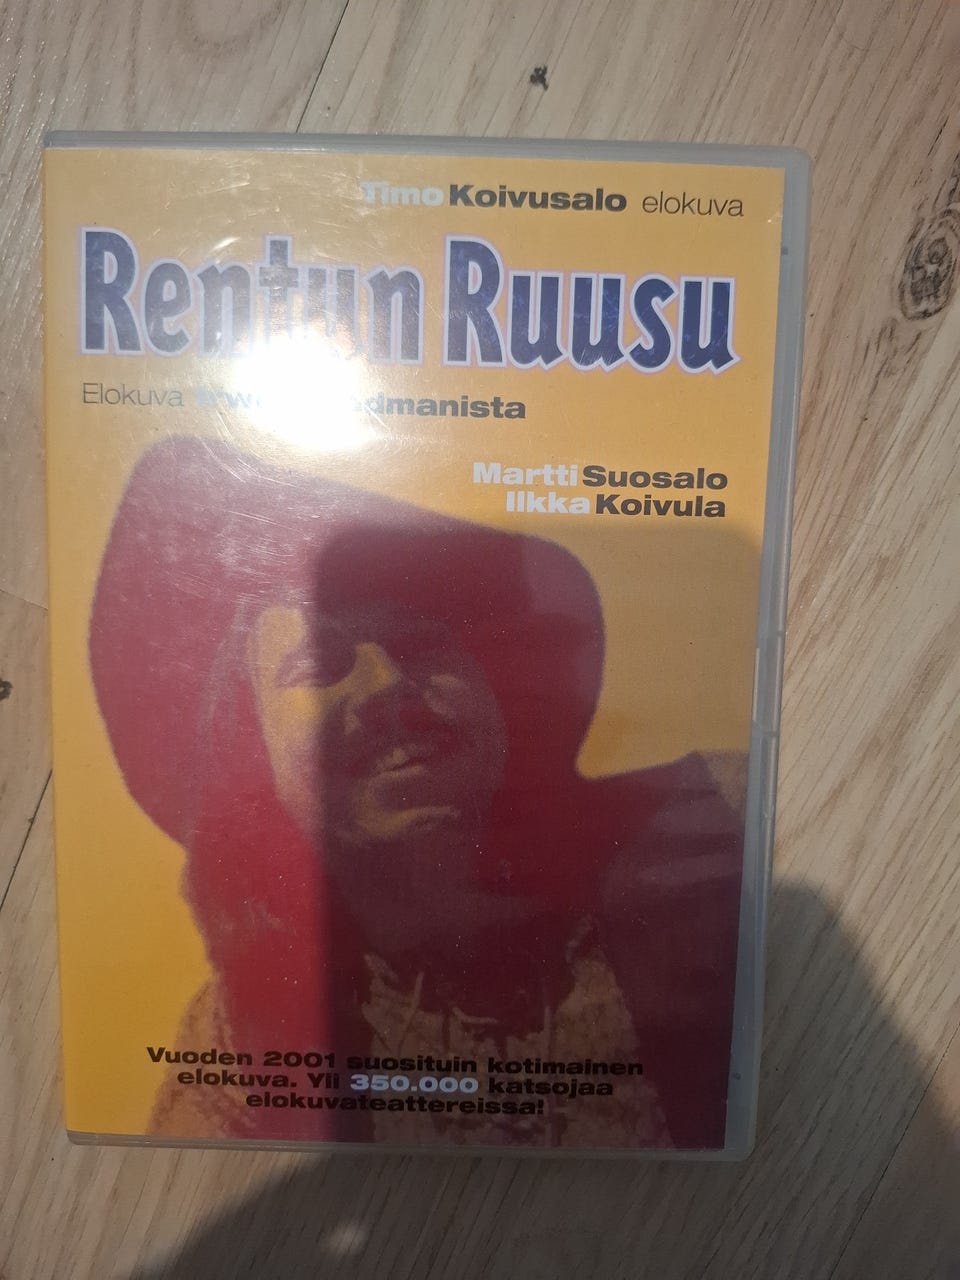 Timo Koivusalo elokuva
Rentun Ruusu
Elokuva
Martti Suosalo
Ilkka Koivula
Vuoden 2001 suosituin kotimainen
elokuva. Yli 350.000 katsojaa
elokuvateattereissa!